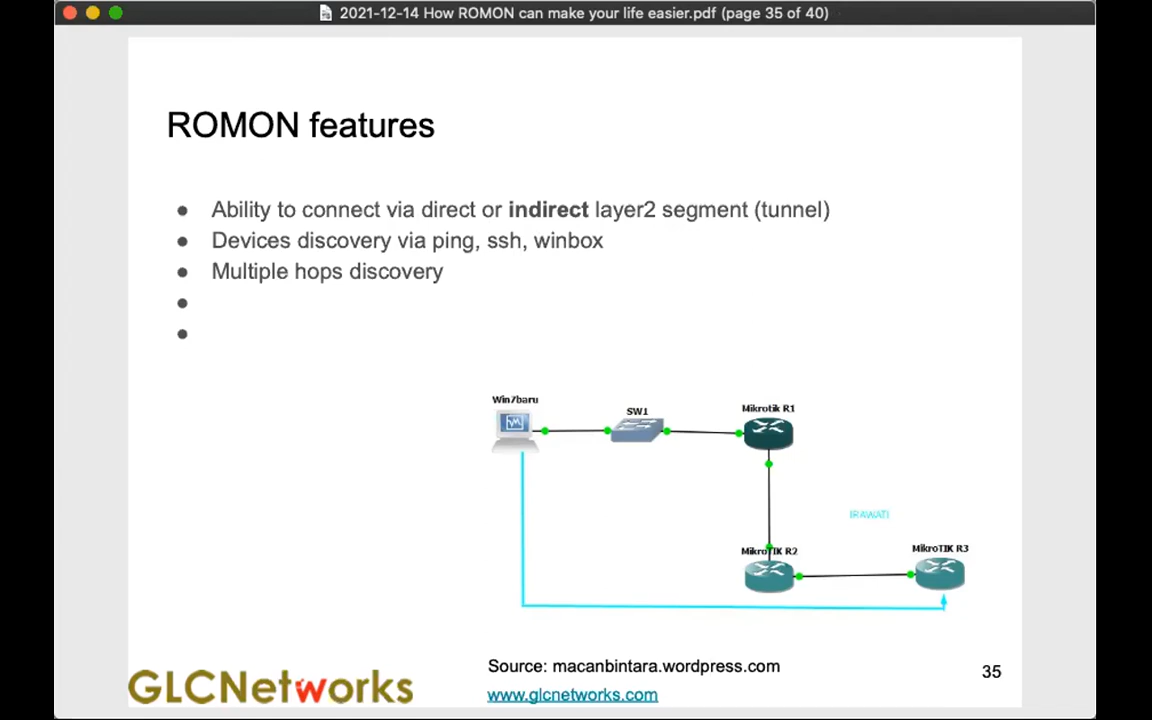 2021-12-14 How ROMON can make your life easier.pdf (page 35 of 40)
ROMON features
● Ability to connect via direct or indirect layer2 segment (tunnel)
● Devices discovery via ping, ssh, winbox
● Multiple hops discovery
●
●
Win7baru
SW1
Mikrotik R1
IRAWATI
MikroTIK R2
MikroTIK R3
Source: macanbintara.wordpress.com
35
GLCNetworks
www.glcnetworks.com